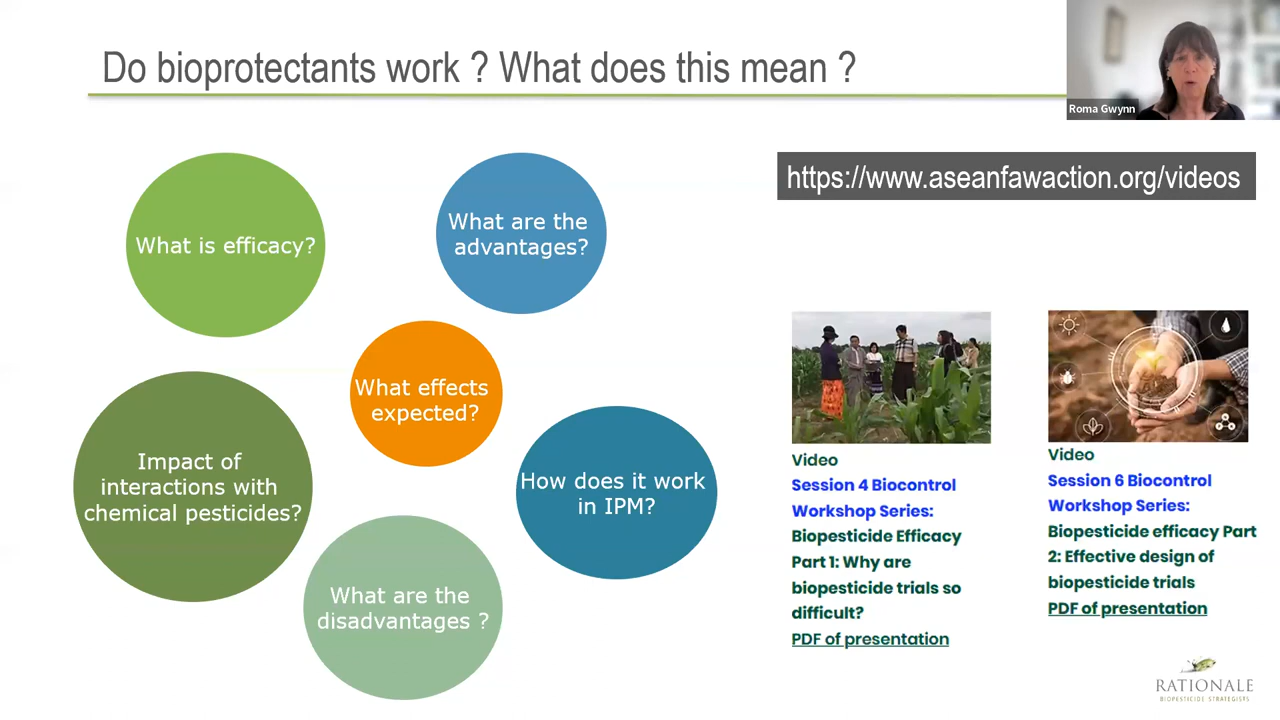 Do bioprotectants work ? What does this mean ?
Roma Gwynn
https://www.aseanfawaction.org/videos
What is efficacy?
What are the
advantages?
What effects
expected?
Impact of
interactions with
chemical pesticides?
How does it work
in IPM?
What are the
disadvantages ?
Video
Session 4 Biocontrol
Workshop Series:
Biopesticide Efficacy
Part 1: Why are
biopesticide trials so
difficult?
PDF of presentation
Video
Session 6 Biocontrol
Workshop Series:
Biopesticide efficacy Part
2: Effective design of
biopesticide trials
PDF of presentation
RATIONALE
BIOPESTICIDE STRATEGISTS